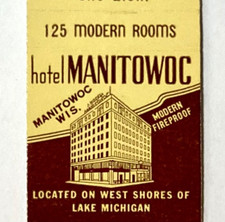 125 MODERN ROOMS
hotel MANITOWOC
MANITOWOC
WIS.
MODERN
FIREPROOF
LOCATED ON WEST SHORES OF
LAKE MICHIGAN